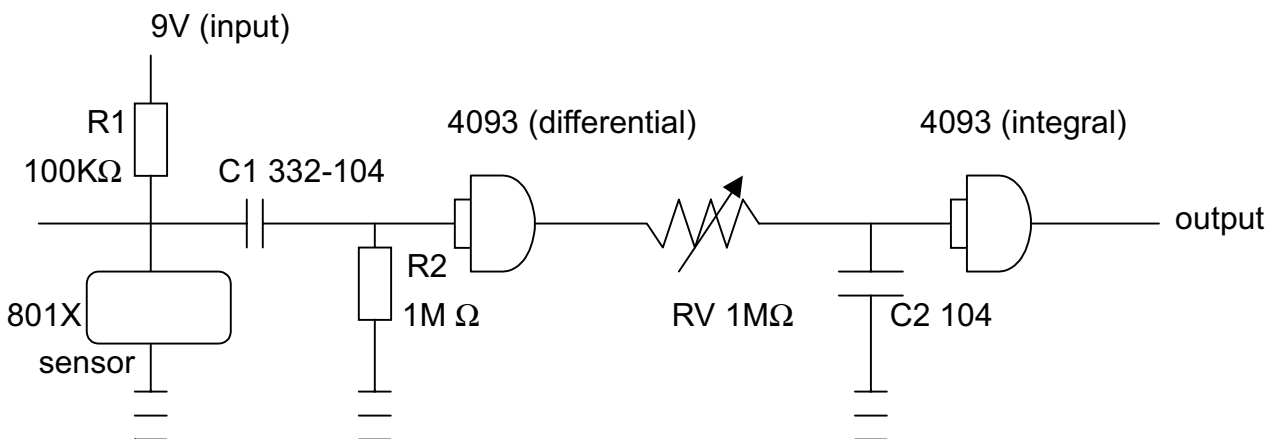 9V (input)
R1
100KΩ
C1 332-104
4093 (differential)
4093 (integral)
output
R2
1M Ω
RV 1MΩ
C2 104
801X
sensor